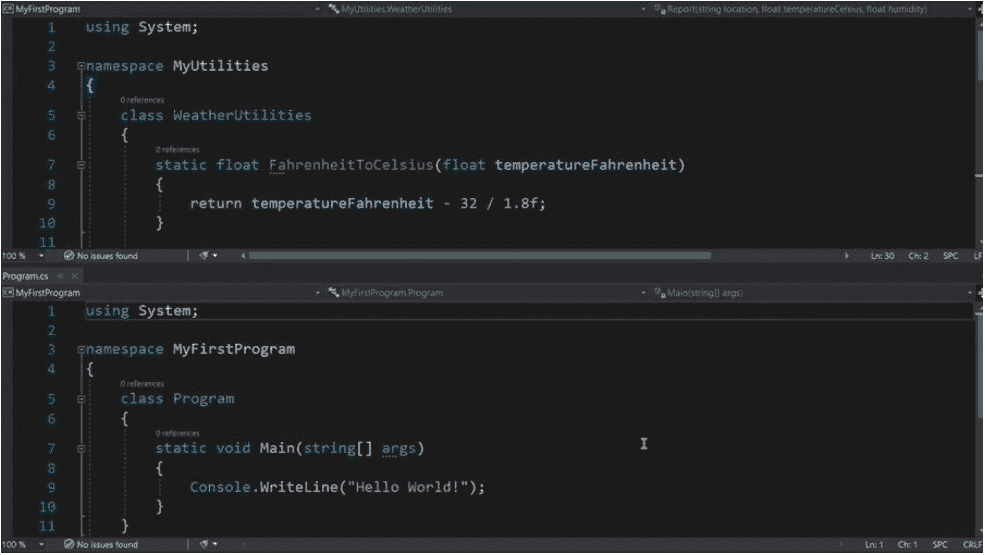 MyFirstProgram MyUtilities.WeatherUtilities Report(string location, float temperatureCelsius, float humidity)
1 using System;
2
3 namespace MyUtilities
4 {
0 references
5 class WeatherUtilities
6 {
0 references
7 static float FahrenheitToCelsius(float temperatureFahrenheit)
8 {
9 return temperatureFahrenheit - 32 / 1.8f;
10 }
11
100 % No issues found Ln: 30 Ch: 2 SPC LF
Program.cs
MyFirstProgram MyFirstProgram.Program Main(string[] args)
1 using System;
2
3 namespace MyFirstProgram
4 {
0 references
5 class Program
6 {
0 references
7 static void Main(string[] args)
8 {
9 Console.WriteLine("Hello World!");
10 }
11 }
100 % No issues found Ln: 1 Ch: 1 SPC CRLF